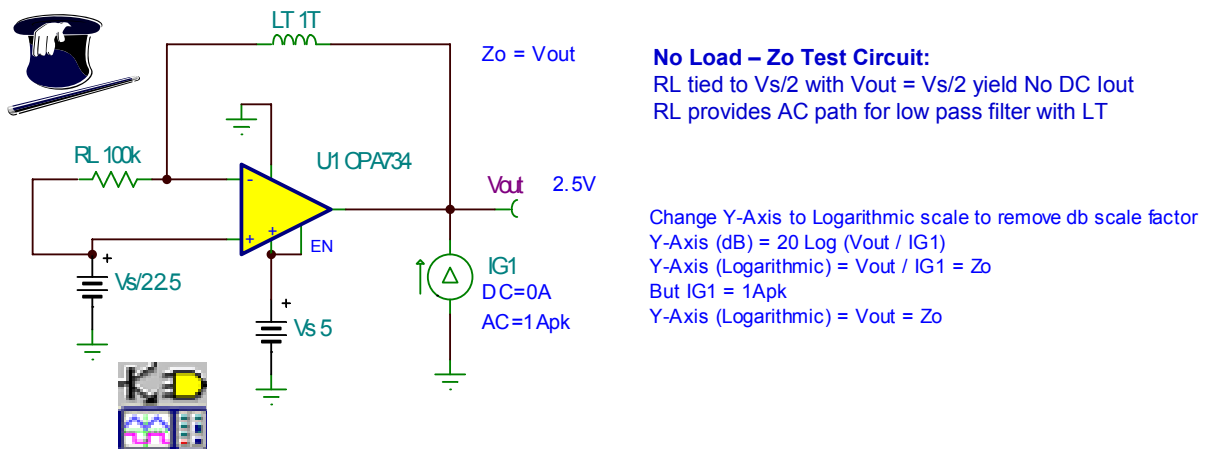 LT 1T
Zo = Vout
No Load – Zo Test Circuit:
RL tied to Vs/2 with Vout = Vs/2 yield No DC Iout
RL provides AC path for low pass filter with LT
RL 100k
U1 OPA734
-
+
+
EN
Vout
2.5V
Change Y-Axis to Logarithmic scale to remove db scale factor
Y-Axis (dB) = 20 Log (Vout / IG1)
Y-Axis (Logarithmic) = Vout / IG1 = Zo
But IG1 = 1Apk
Y-Axis (Logarithmic) = Vout = Zo
+
Vs/2 2.5
IG1
DC=0A
AC=1Apk
+
Vs 5